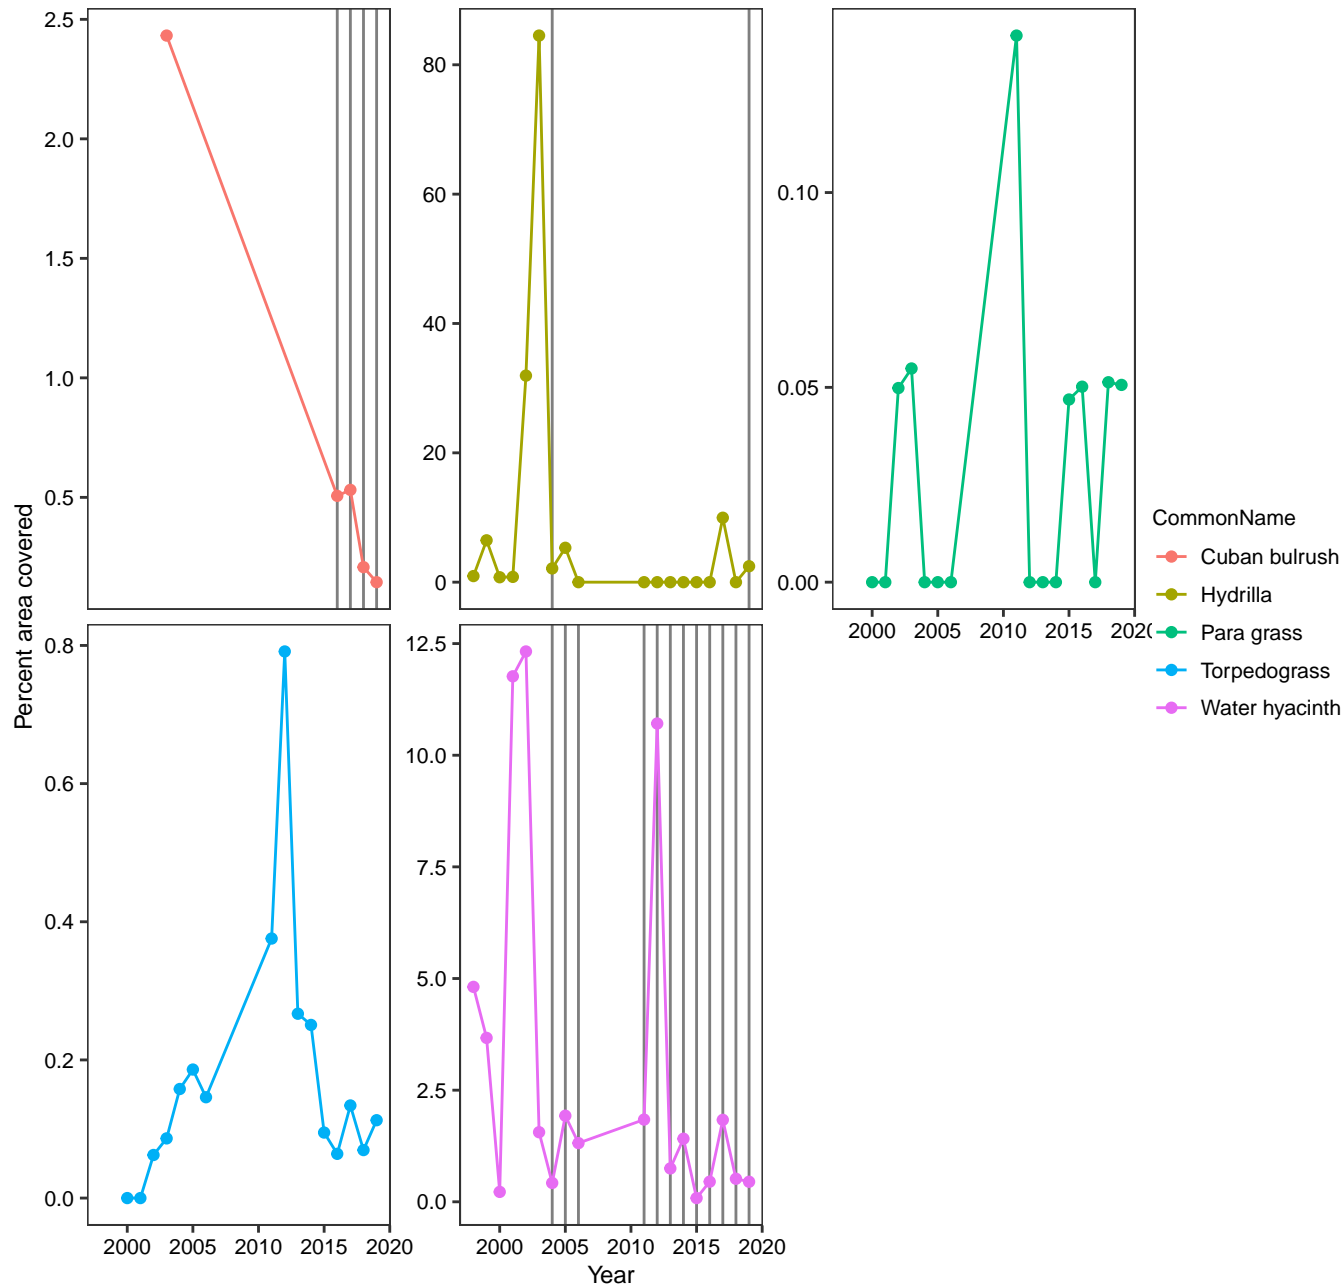 2.5
2.0
1.5
1.0
0.5
80
60
40
20
0
0.10
0.05
0.00
2000 2005 2010 2015 2020
Percent area covered
CommonName
Cuban bulrush
Hydrilla
Para grass
Torpedograss
Water hyacinth
0.8
0.6
0.4
0.2
0.0
2000 2005 2010 2015 2020
12.5
10.0
7.5
5.0
2.5
0.0
2000 2005 2010 2015 2020
Year